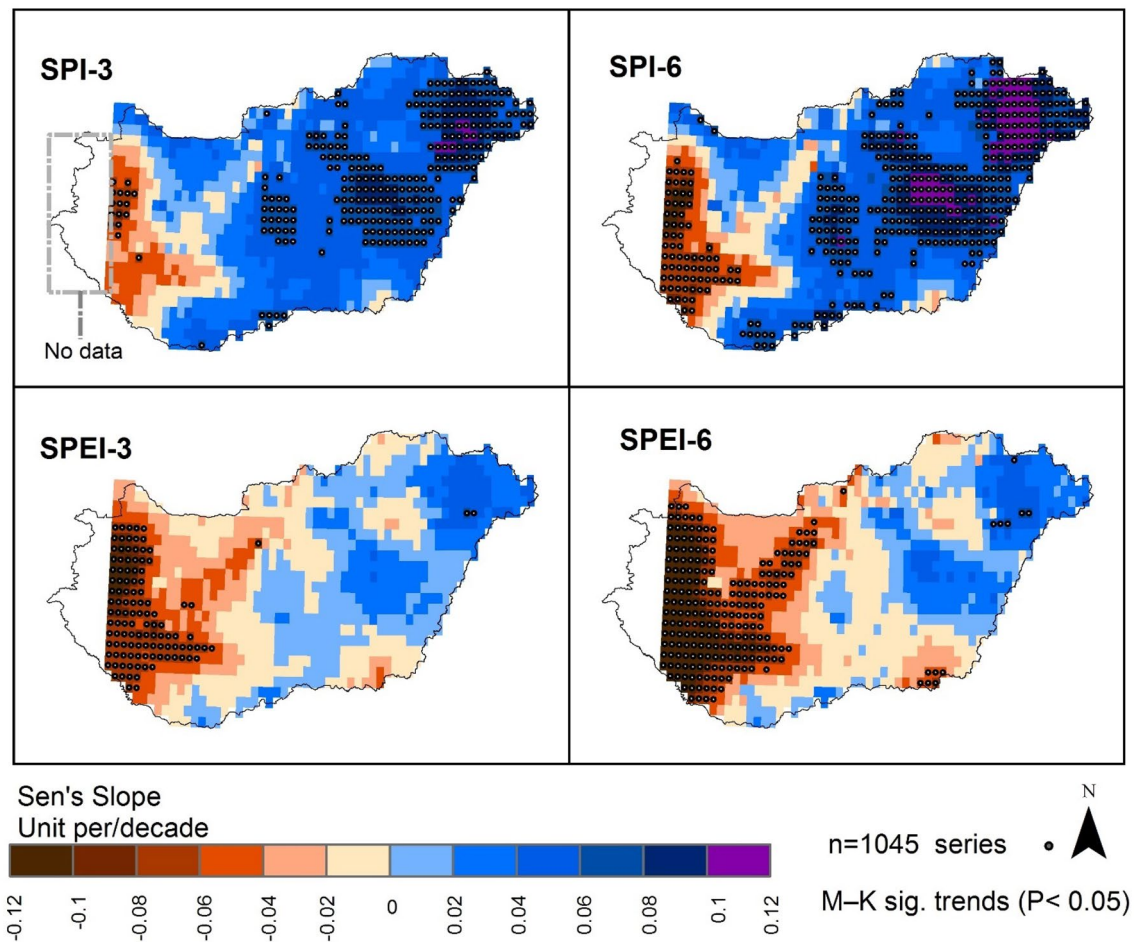 SPI-3
SPI-6
No data
SPEI-3
SPEI-6
Sen's Slope
Unit per/decade
-0.12
-0.1
-0.08
-0.06
-0.04
-0.02
0
0.02
0.04
0.06
0.08
0.1
0.12
n=1045 series
N
M–K sig. trends (P< 0.05)